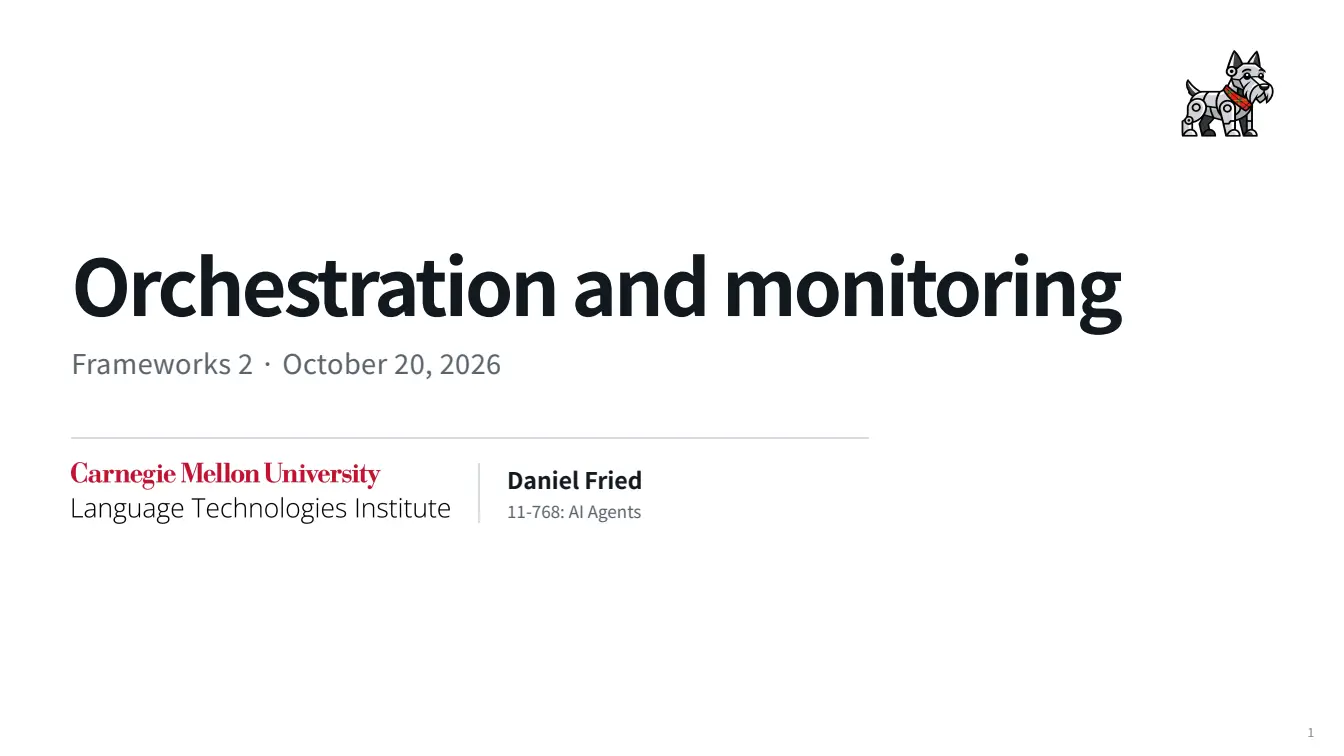 Orchestration and monitoring
Frameworks 2 · October 20, 2026
Carnegie Mellon University
Language Technologies Institute
Daniel Fried
11-768: AI Agents
1